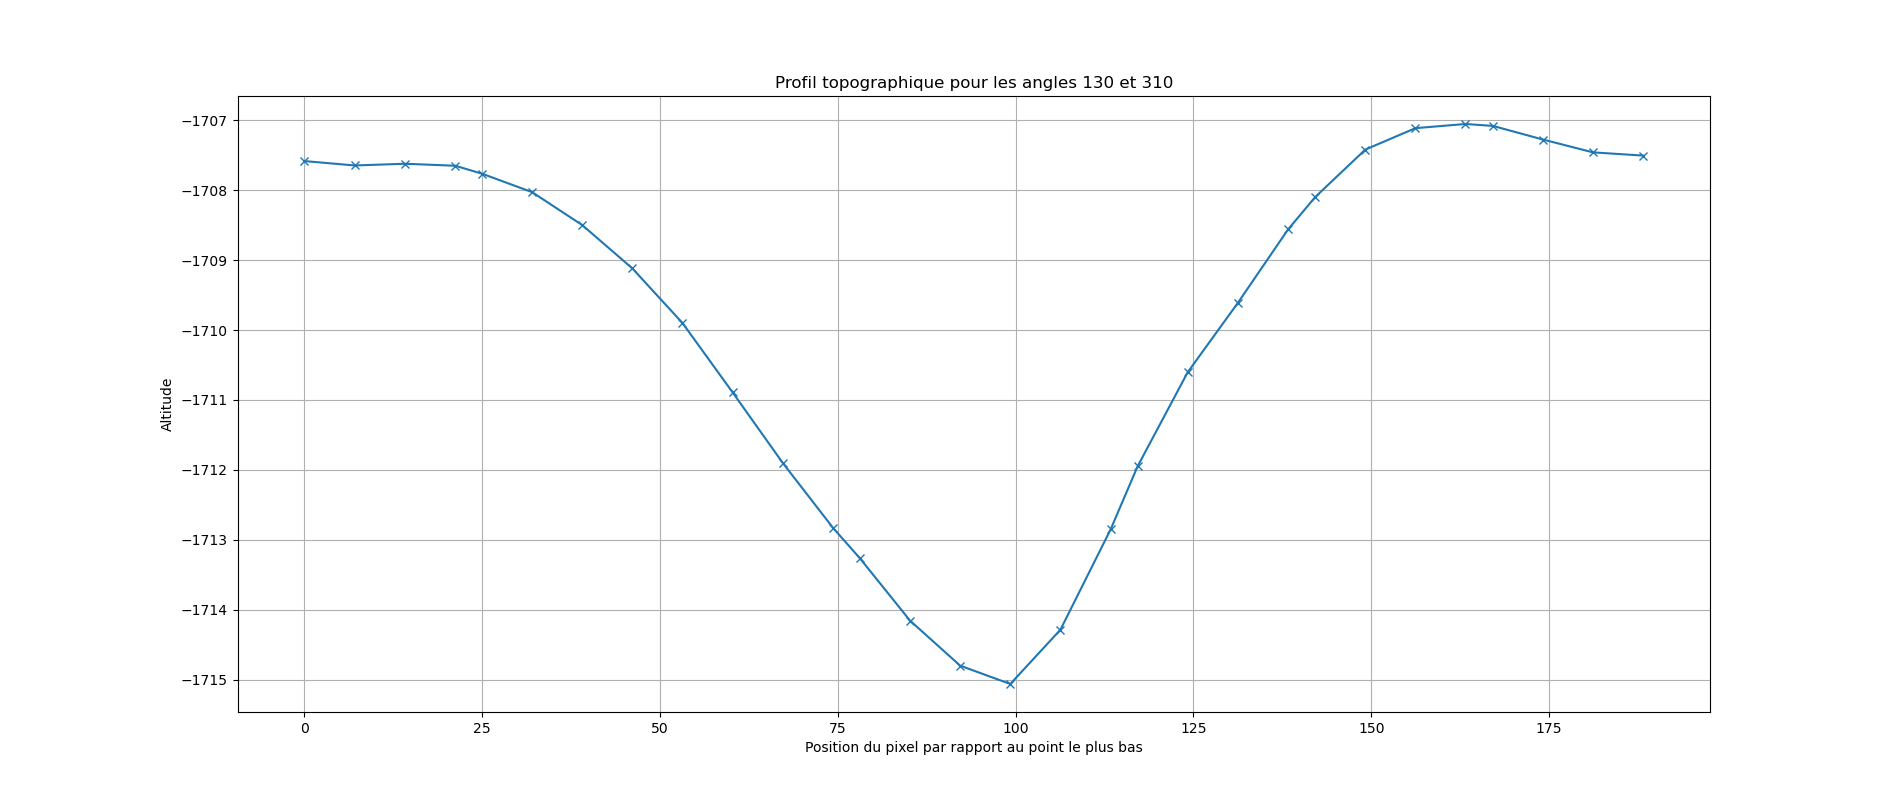 Profil topographique pour les angles 130 et 310
−1707
−1708
−1709
−1710
−1711
−1712
−1713
−1714
−1715
Altitude
0 25 50 75 100 125 150 175
Position du pixel par rapport au point le plus bas